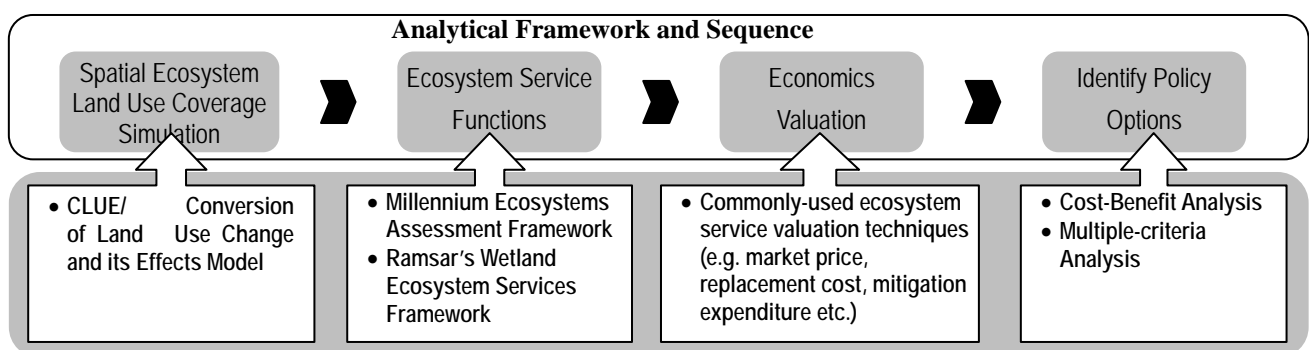 Analytical Framework and Sequence
Spatial Ecosystem
Land Use Coverage
Simulation
Ecosystem Service
Functions
Economics
Valuation
Identify Policy
Options
• CLUE/ Conversion
of Land Use Change
and its Effects Model
• Millennium Ecosystems
Assessment Framework
• Ramsar's Wetland
Ecosystem Services
Framework
• Commonly-used ecosystem
service valuation techniques
(e.g. market price,
replacement cost, mitigation
expenditure etc.)
• Cost-Benefit Analysis
• Multiple-criteria
Analysis